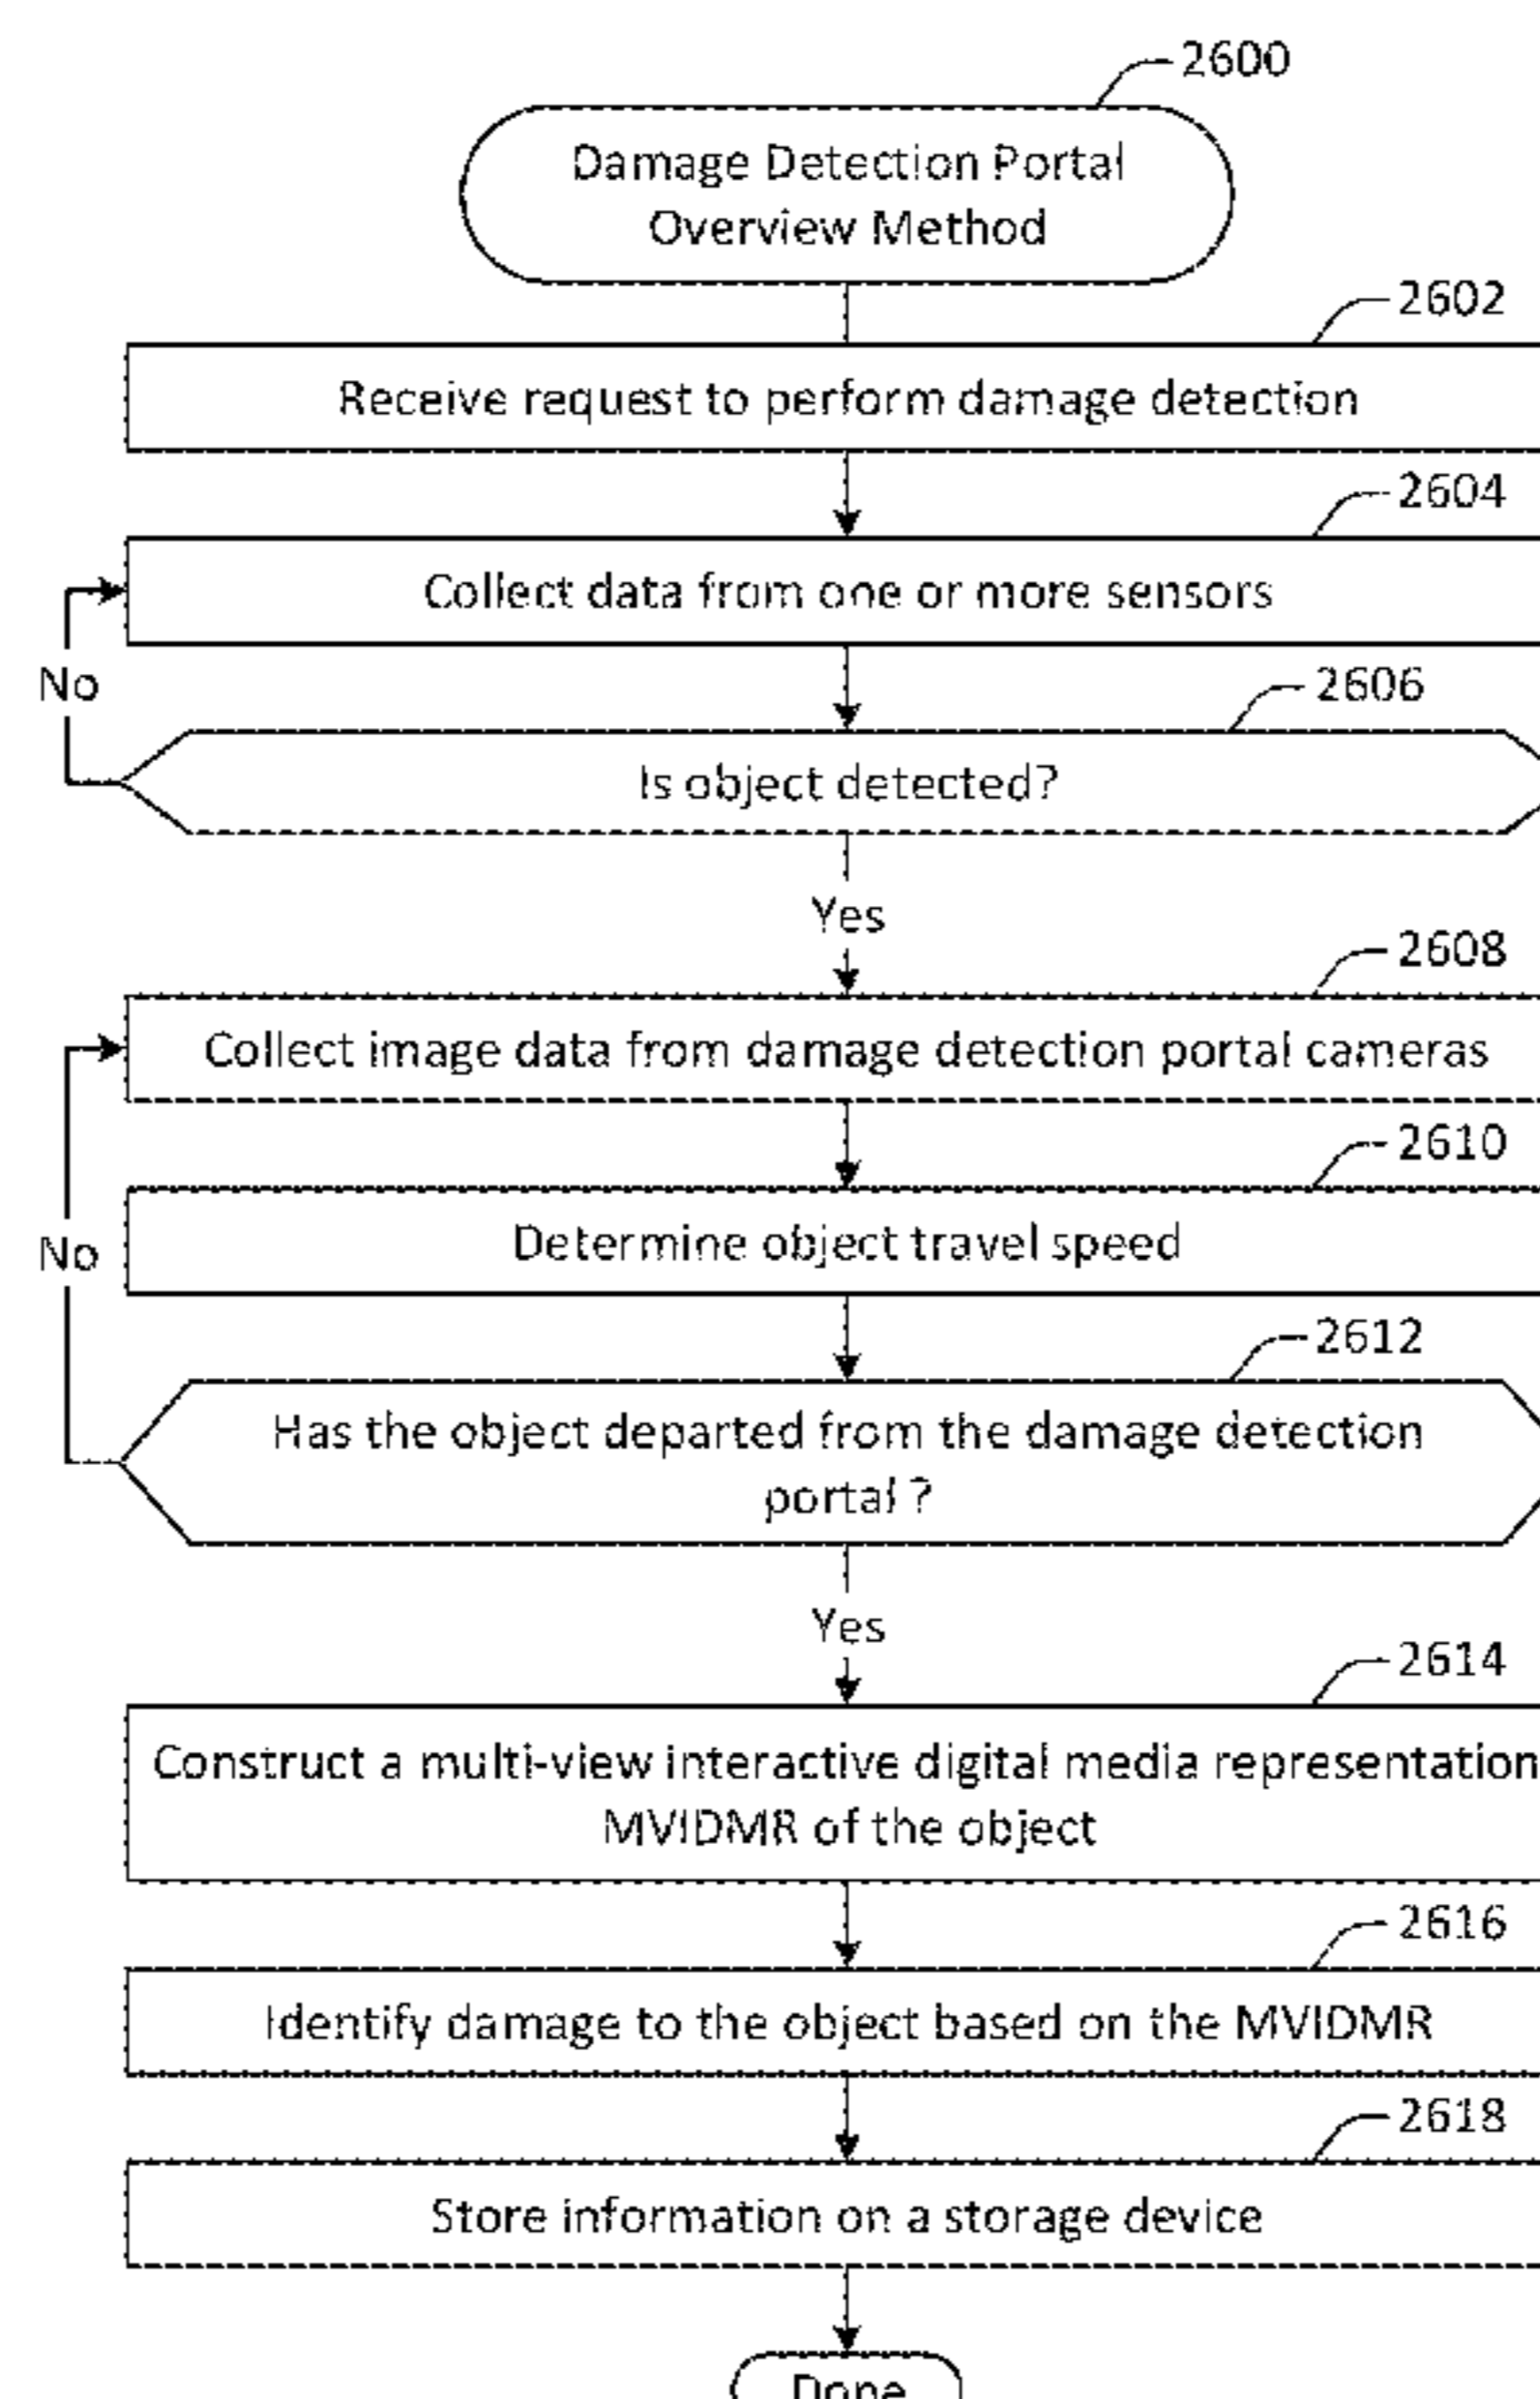 2600
Damage Detection Portal
Overview Method
2602
Receive request to perform damage detection
2604
Collect data from one or more sensors
No
2606
Is object detected?
Yes
2608
Collect image data from damage detection portal cameras
2610
Determine object travel speed
No
2612
Has the object departed from the damage detection
portal ?
Yes
2614
Construct a multi-view interactive digital media representation
MVIDMR of the object
2616
Identify damage to the object based on the MVIDMR
2618
Store information on a storage device
Done